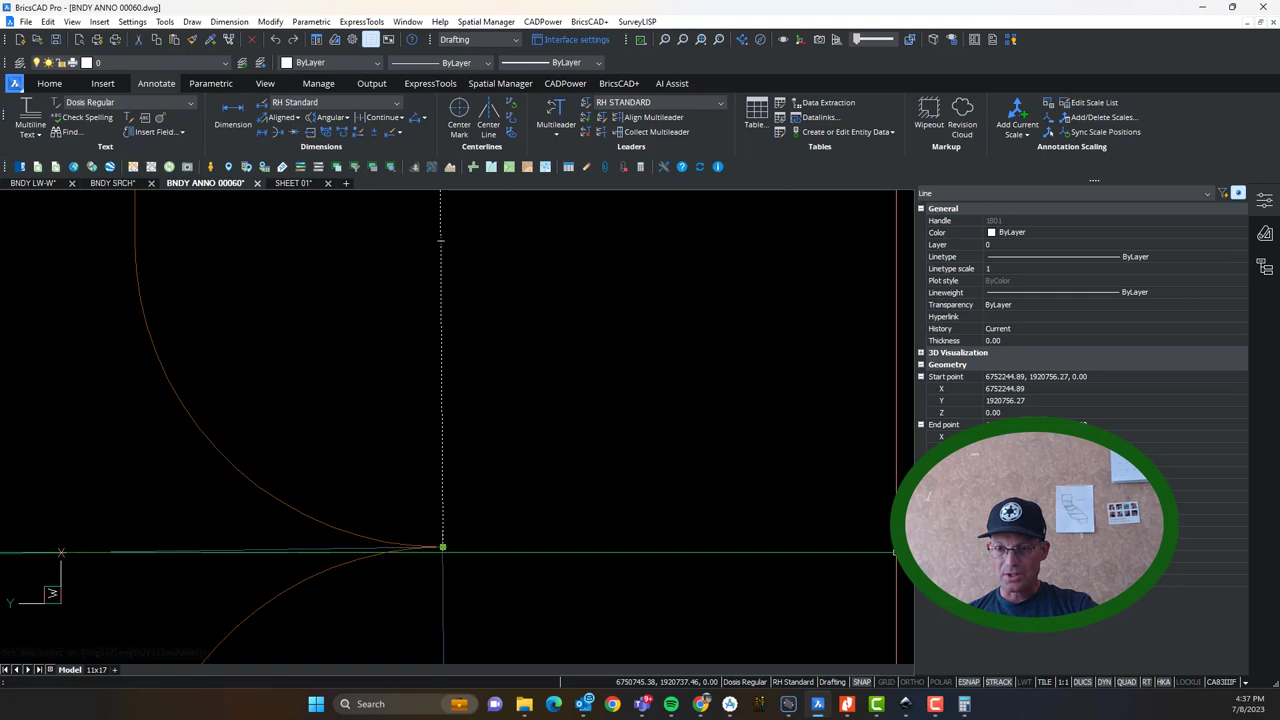 BricsCAD Pro - [BNDY ANNO 00060.dwg]
File Edit View Insert Settings Tools Draw Dimension Modify Parametric ExpressTools Window Help Spatial Manager CADPower BricsCAD+ SurveyLISP
Drafting Interface settings
0 ByLayer ByLayer ByLayer
Home Insert Annotate Parametric View Manage Output ExpressTools Spatial Manager CADPower BricsCAD+ AI Assist
Dosis Regular RH Standard RH STANDARD Data Extraction Add Scale List
Multiline Text Check Spelling Dimension Aligned Angular Continue Center Mark Center Line Multileader Align Multileader Table... Datalinks... Wipeout Revision Cloud Add Current Scale Add/Delete Scales...
Find... Insert Field... Collect Multileader Create or Edit Entity Data Sync Scale Positions
Text Dimensions Centerlines Leaders Tables Markup Annotation Scaling
BNDY LW-W* BNDY SRCH* BNDY ANNO 00060* SHEET 01*
Line
General
Handle 1B01
Color ByLayer
Layer 0
Linetype ByLayer
Linetype scale 1
Plot style ByColor
Lineweight ByLayer
Transparency ByLayer
Hyperlink
History Current
Thickness 0.00
3D Visualization
Geometry
Start point 6752244.89, 1920756.27, 0.00
X 6752244.89
Y 1920756.27
Z 0.00
End point
X
X
W
Y
Model 11x17
6750745.38, 1920737.46, 0.00 Dosis Regular RH Standard Drafting SNAP GRID ORTHO POLAR ESNAP STRACK LWT TILE 1:1 DUCS DYN QUAD RT HKA LOCKUI CA83IIIF
Search
4:37 PM
7/8/2023